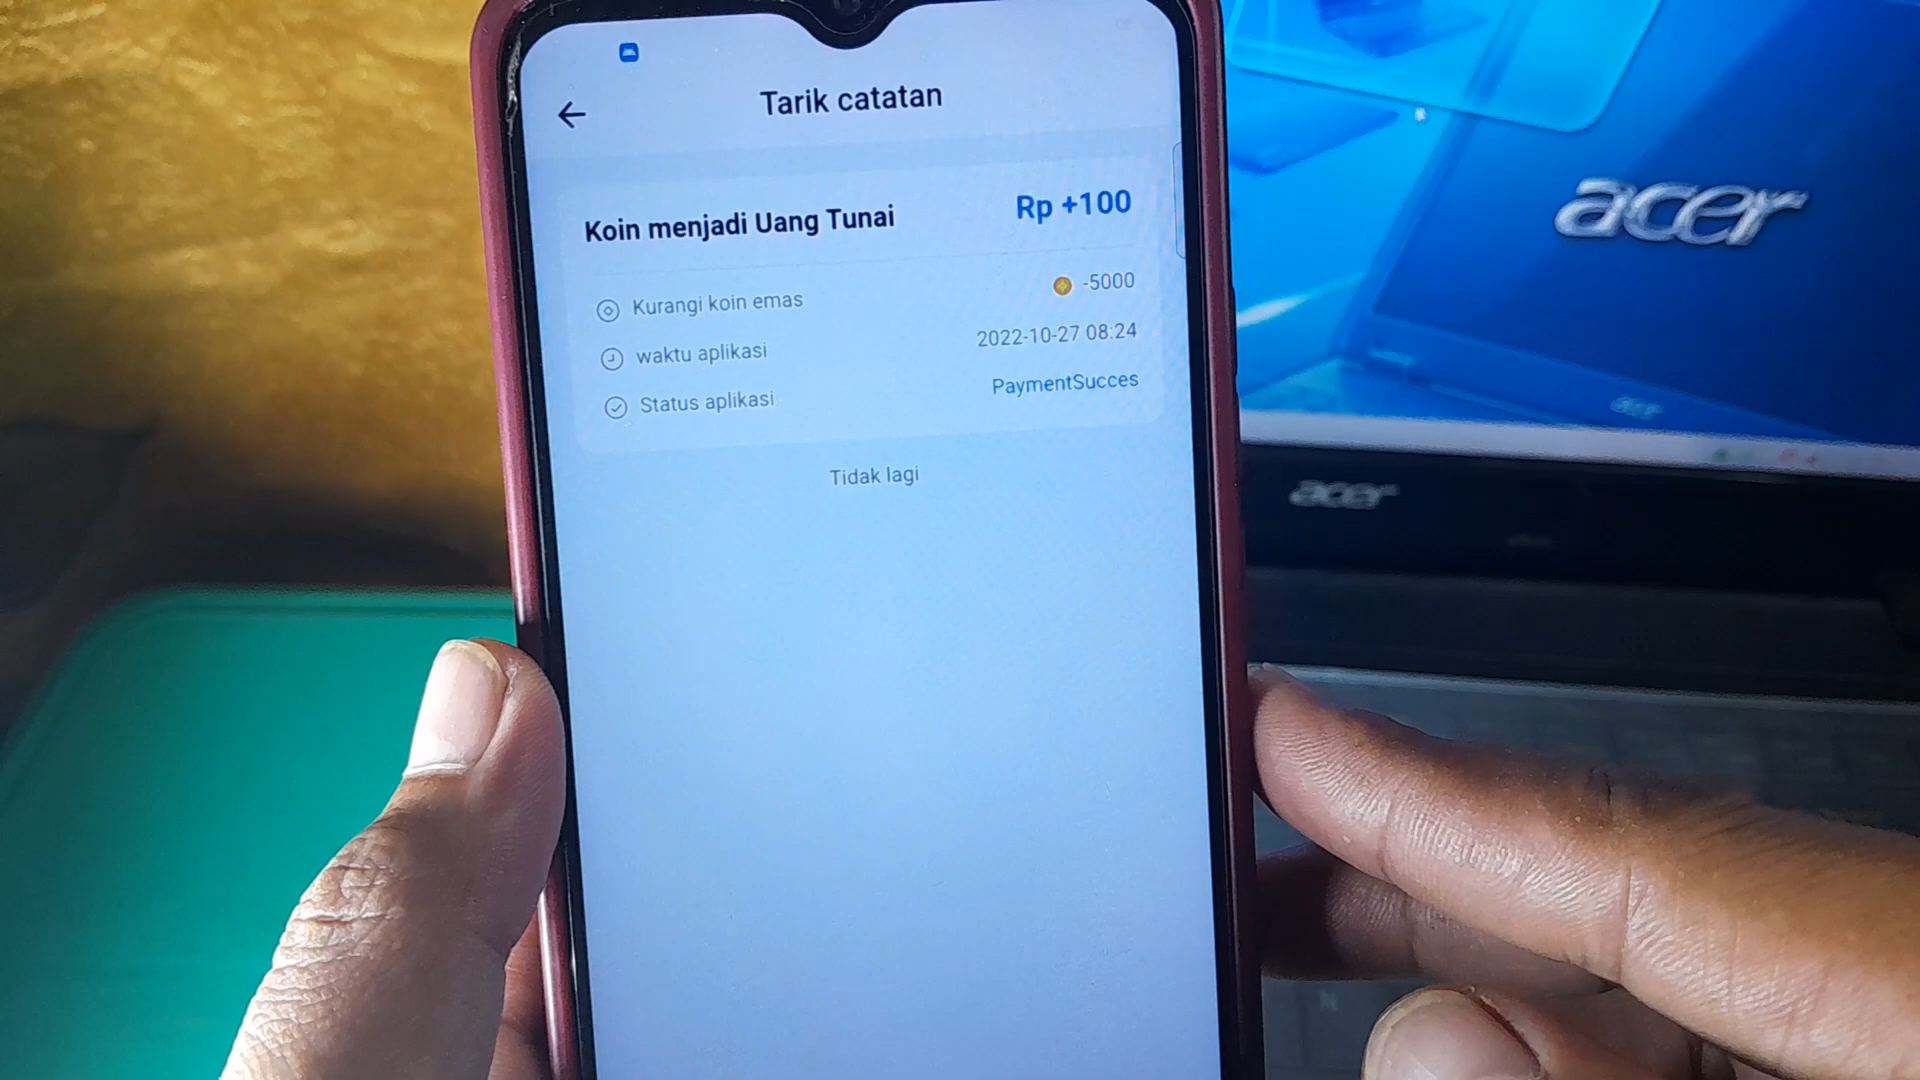 Tarik catatan
Koin menjadi Uang Tunai Rp +100
Kurangi koin emas -5000
waktu aplikasi 2022-10-27 08:24
Status aplikasi PaymentSucces
Tidak lagi
acer
acer
acer